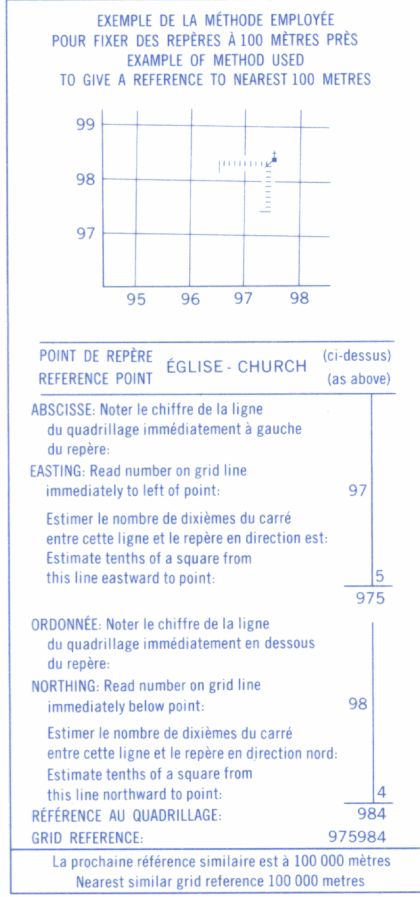 EXEMPLE DE LA MÉTHODE EMPLOYÉE
POUR FIXER DES REPÈRES À 100 MÈTRES PRÈS
EXAMPLE OF METHOD USED
TO GIVE A REFERENCE TO NEAREST 100 METRES
99
98
97
95 96 97 98
POINT DE REPÈRE
REFERENCE POINT
ÉGLISE - CHURCH
(ci-dessus)
(as above)
ABSCISSE: Noter le chiffre de la ligne
du quadrillage immédiatement à gauche
du repère:
EASTING: Read number on grid line
immediately to left of point: 97
Estimer le nombre de dixièmes du carré
entre cette ligne et le repère en direction est:
Estimate tenths of a square from
this line eastward to point: 5
975
ORDONNÉE: Noter le chiffre de la ligne
du quadrillage immédiatement en dessous
du repère:
NORTHING: Read number on grid line
immediately below point: 98
Estimer le nombre de dixièmes du carré
entre cette ligne et le repère en direction nord:
Estimate tenths of a square from
this line northward to point: 4
RÉFÉRENCE AU QUADRILLAGE: 984
GRID REFERENCE: 975984
La prochaine référence similaire est à 100 000 mètres
Nearest similar grid reference 100 000 metres